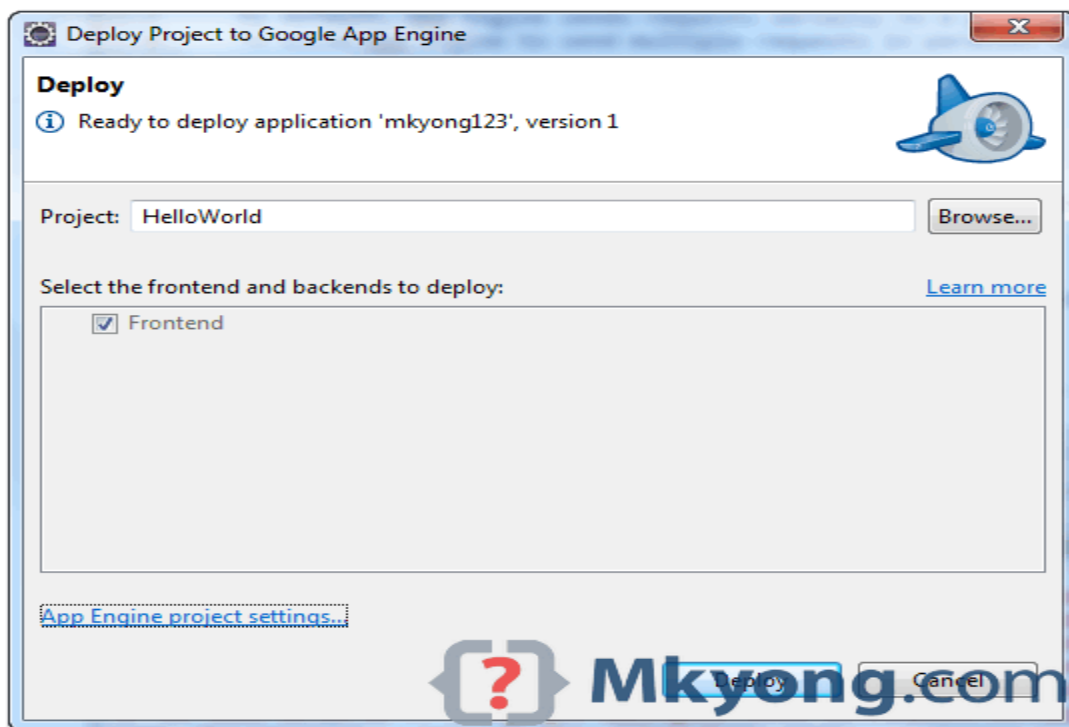 Deploy Project to Google App Engine
Deploy
Ready to deploy application 'mkyong123', version 1
Project: HelloWorld Browse...
Select the frontend and backends to deploy: Learn more
Frontend
App Engine project settings...
Deploy Cancel
Mkyong.com